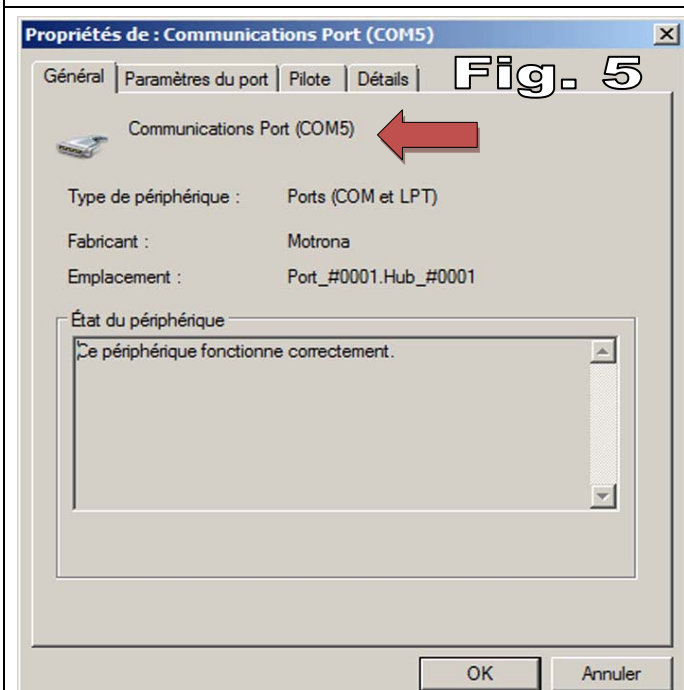 Propriétés de : Communications Port (COM5)
Général Paramètres du port Pilote Détails
Fig. 5
Communications Port (COM5)
Type de périphérique : Ports (COM et LPT)
Fabricant : Motrona
Emplacement : Port_#0001.Hub_#0001
État du périphérique
Ce périphérique fonctionne correctement.
OK Annuler